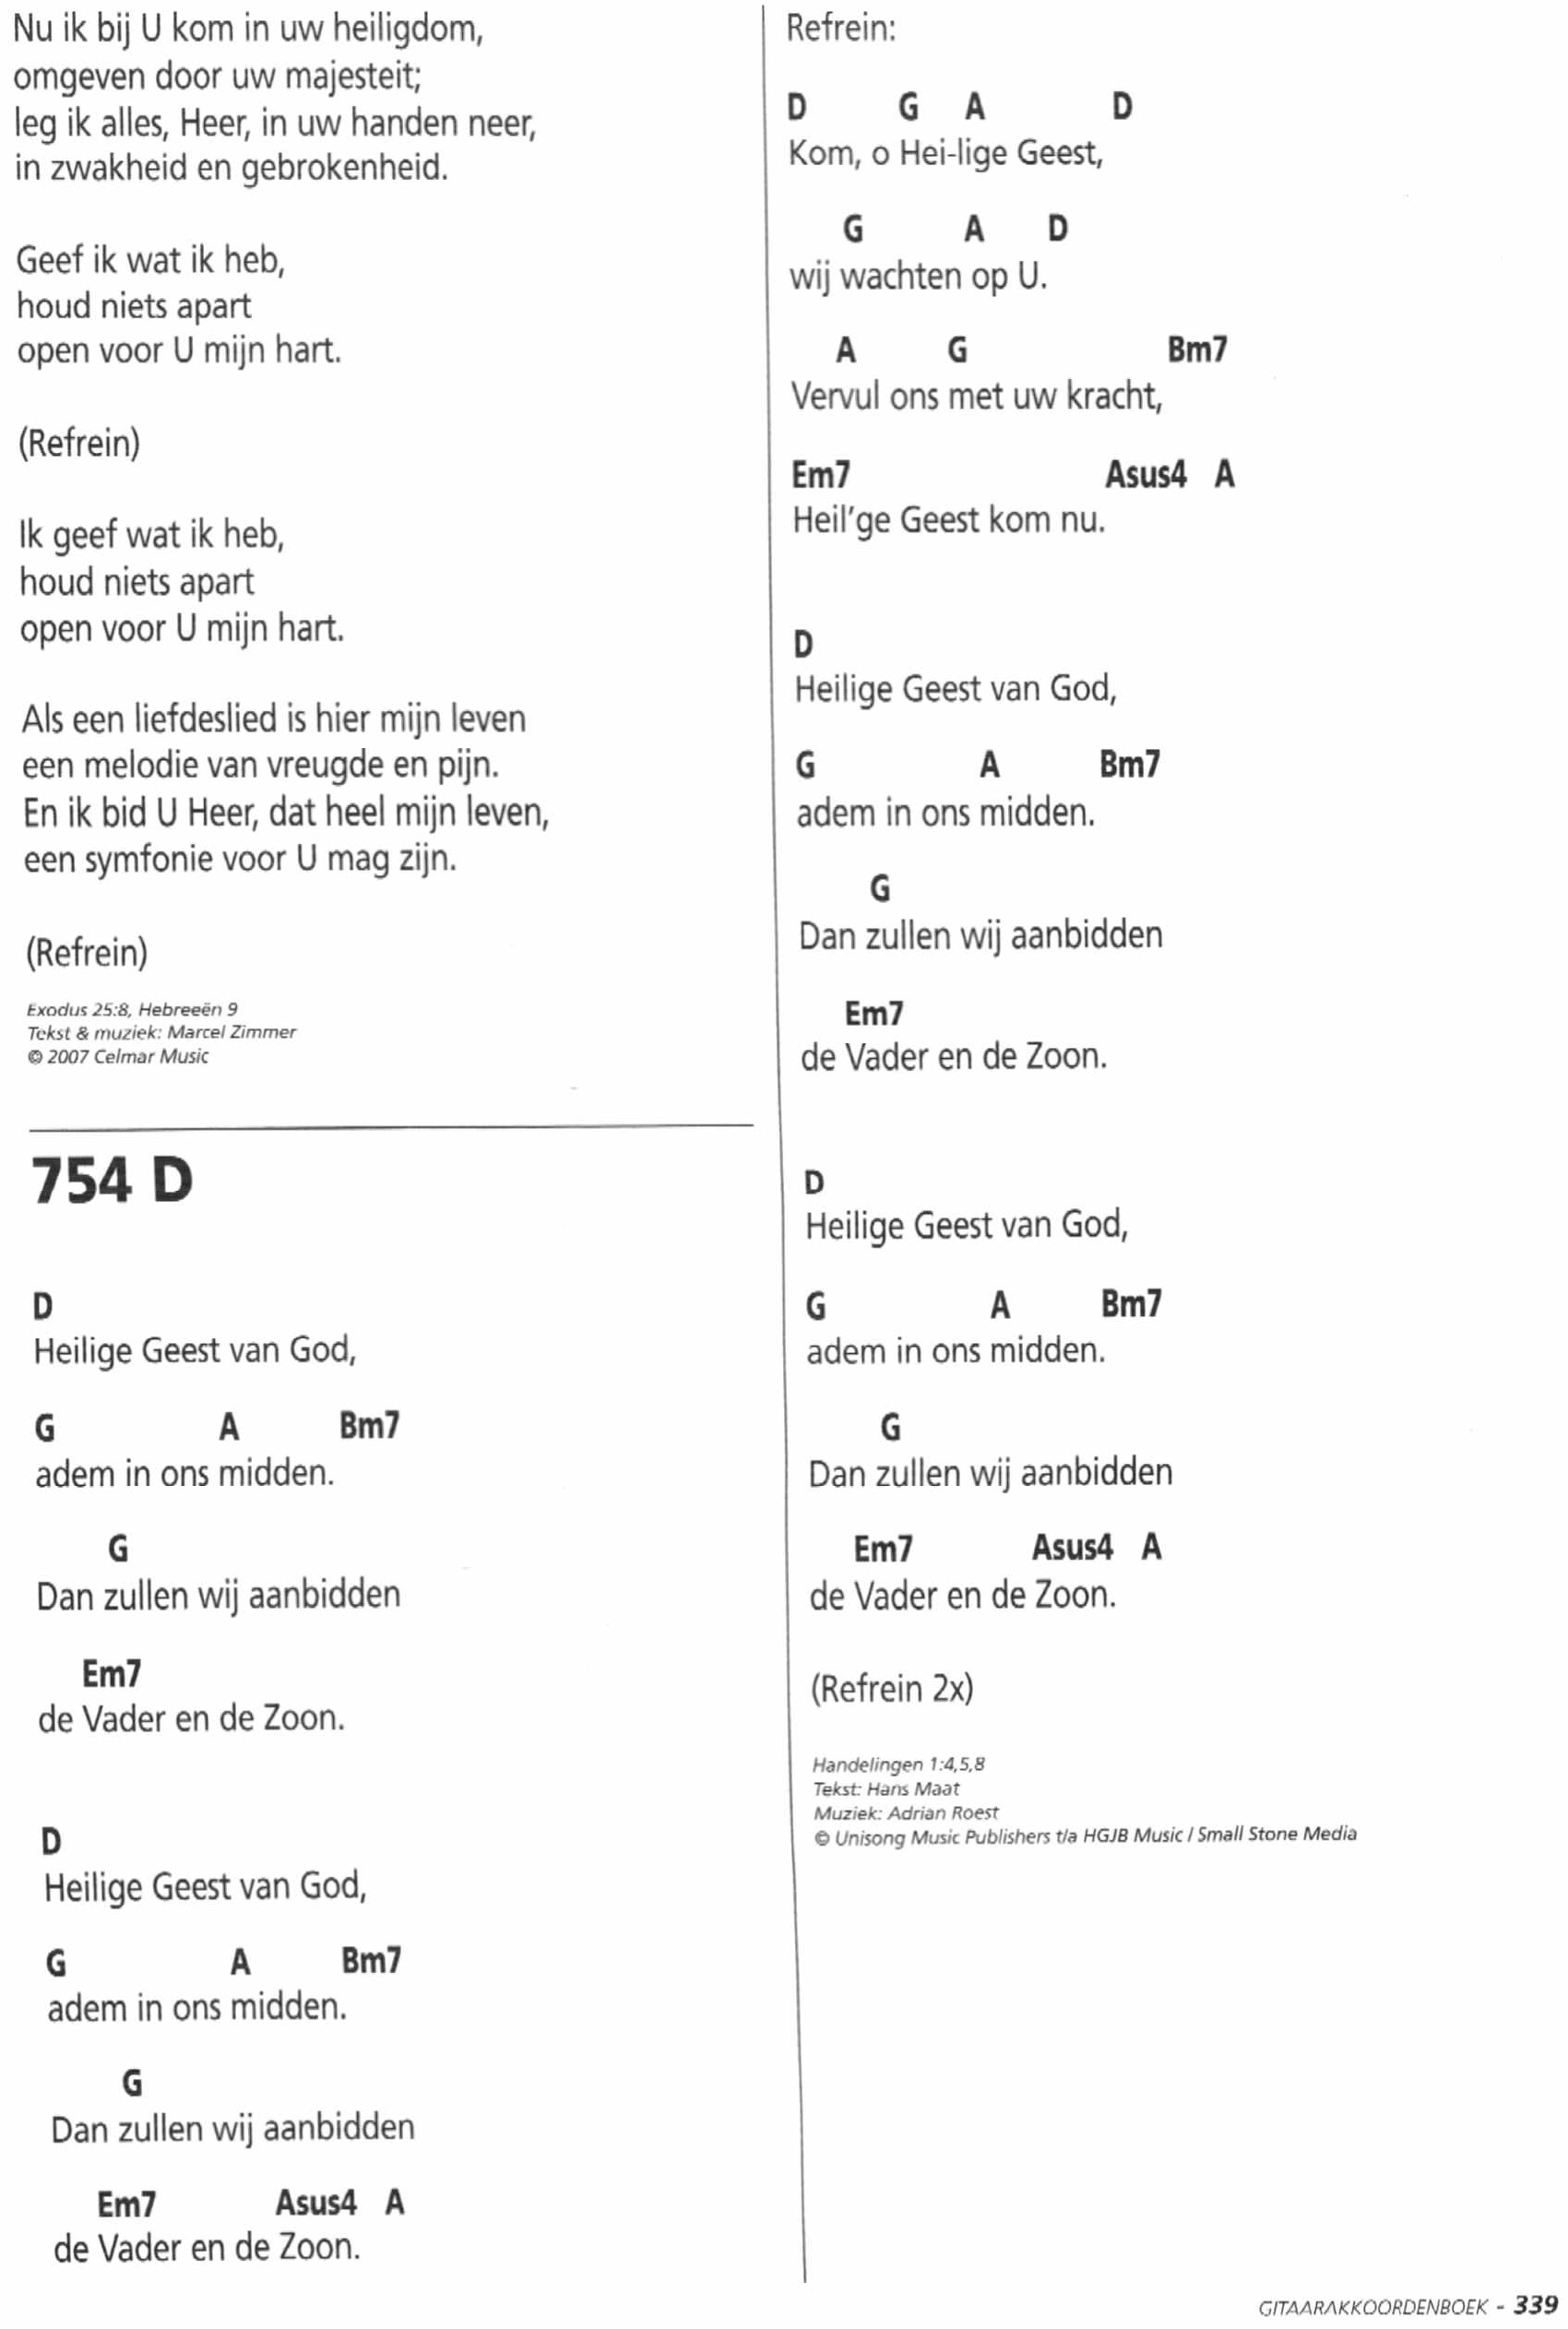 Nu ik bij U kom in uw heiligdom,
omgeven door uw majesteit;
leg ik alles, Heer, in uw handen neer,
in zwakheid en gebrokenheid.
Geef ik wat ik heb,
houd niets apart
open voor U mijn hart.
(Refrein)
Ik geef wat ik heb,
houd niets apart
open voor U mijn hart.
Als een liefdeslied is hier mijn leven
een melodie van vreugde en pijn.
En ik bid U Heer, dat heel mijn leven,
een symfonie voor U mag zijn.
(Refrein)
Exodus 25:8, Hebreeën 9
Tekst & muziek: Marcel Zimmer
© 2007 Celmar Music
754 D
D
Heilige Geest van God,
G A Bm7
adem in ons midden.
G
Dan zullen wij aanbidden
Em7
de Vader en de Zoon.
D
Heilige Geest van God,
G A Bm7
adem in ons midden.
G
Dan zullen wij aanbidden
Em7 Asus4 A
de Vader en de Zoon.
Refrein:
D G A D
Kom, o Hei-lige Geest,
G A D
wij wachten op U.
A G Bm7
Vervul ons met uw kracht,
Em7 Asus4 A
Heil'ge Geest kom nu.
D
Heilige Geest van God,
G A Bm7
adem in ons midden.
G
Dan zullen wij aanbidden
Em7
de Vader en de Zoon.
D
Heilige Geest van God,
G A Bm7
adem in ons midden.
G
Dan zullen wij aanbidden
Em7 Asus4 A
de Vader en de Zoon.
(Refrein 2x)
Handelingen 1:4,5,8
Tekst: Hans Maat
Muziek: Adrian Roest
© Unisong Music Publishers t/a HGJB Music / Small Stone Media
GITAARAKKOORDENBOEK - 339